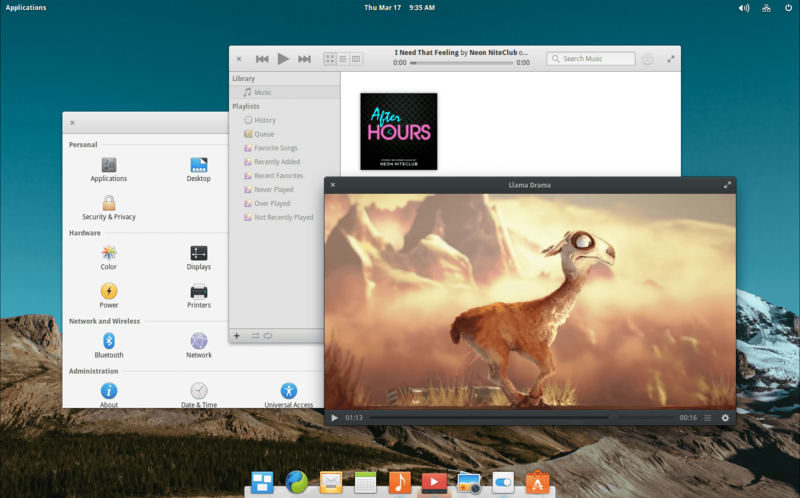 Applications
Thu Mar 17 9:35 AM
I Need That Feeling by Neon NiteClub o...
0:00
0:00
Search Music
Library
Music
Playlists
History
Queue
Favorite Songs
Recently Added
Recent Favorites
Never Played
Over Played
Not Recently Played
After
HOURS
NEON NITECLUB
Personal
Applications
Desktop
Security & Privacy
Hardware
Color
Displays
Power
Printers
Network and Wireless
Bluetooth
Network
Administration
About
Date & Time
Universal Access
Llama Drama
01:13
00:16